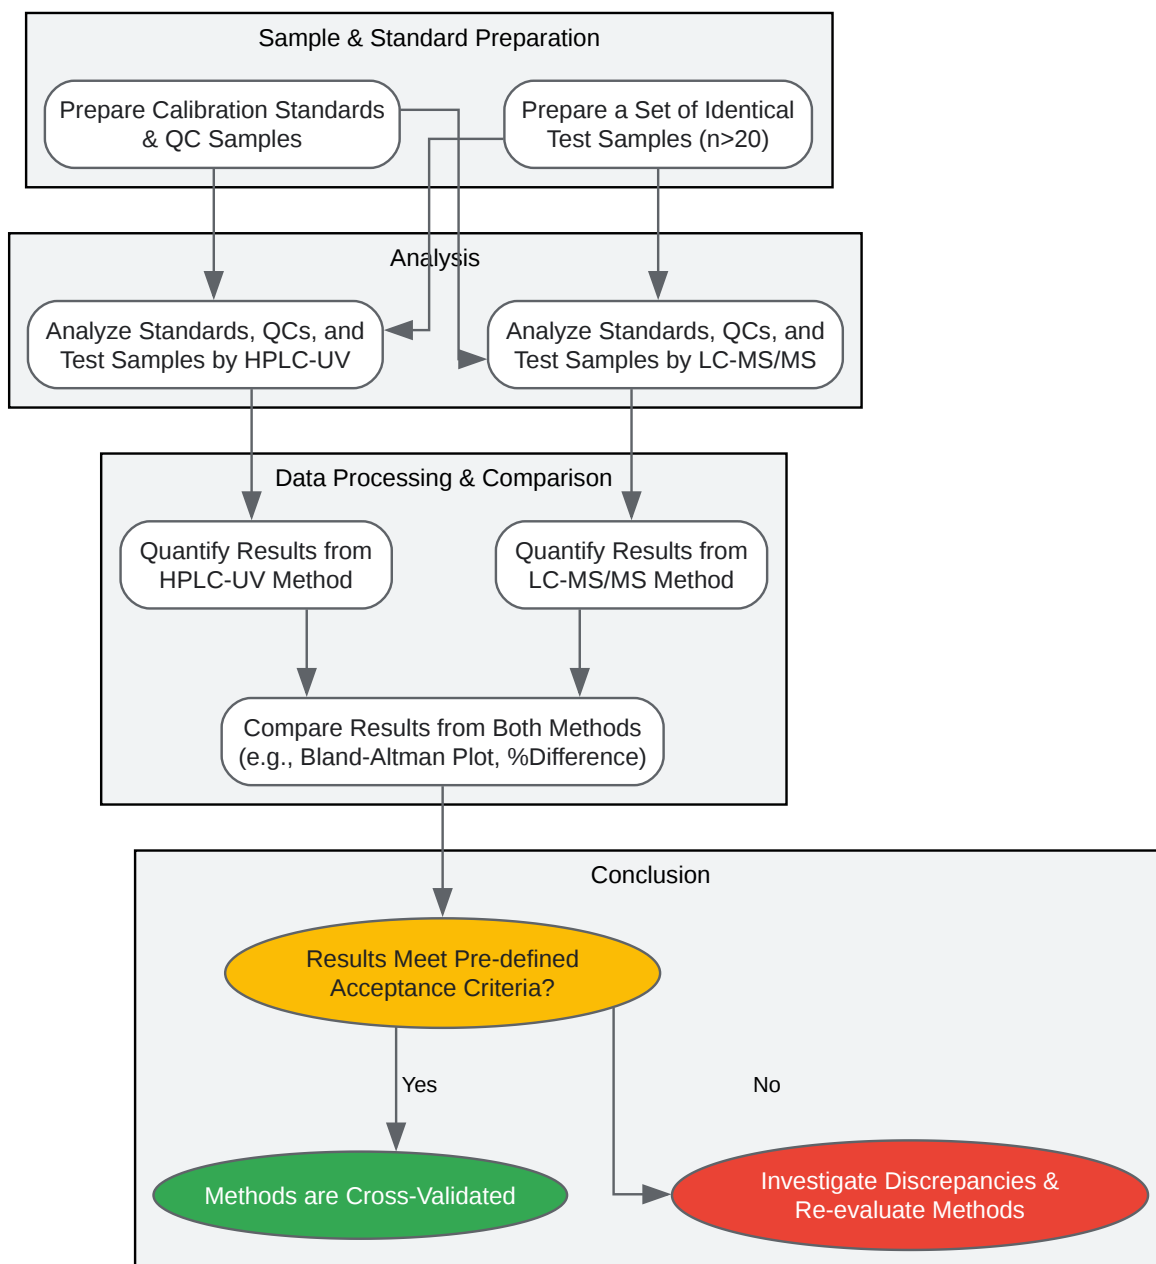 Sample & Standard Preparation
Prepare Calibration Standards
& QC Samples
Prepare a Set of Identical
Test Samples (n>20)
Analysis
Analyze Standards, QCs, and
Test Samples by HPLC-UV
Analyze Standards, QCs, and
Test Samples by LC-MS/MS
Data Processing & Comparison
Quantify Results from
HPLC-UV Method
Quantify Results from
LC-MS/MS Method
Compare Results from Both Methods
(e.g., Bland-Altman Plot, %Difference)
Conclusion
Results Meet Pre-defined
Acceptance Criteria?
Yes
No
Methods are Cross-Validated
Investigate Discrepancies &
Re-evaluate Methods